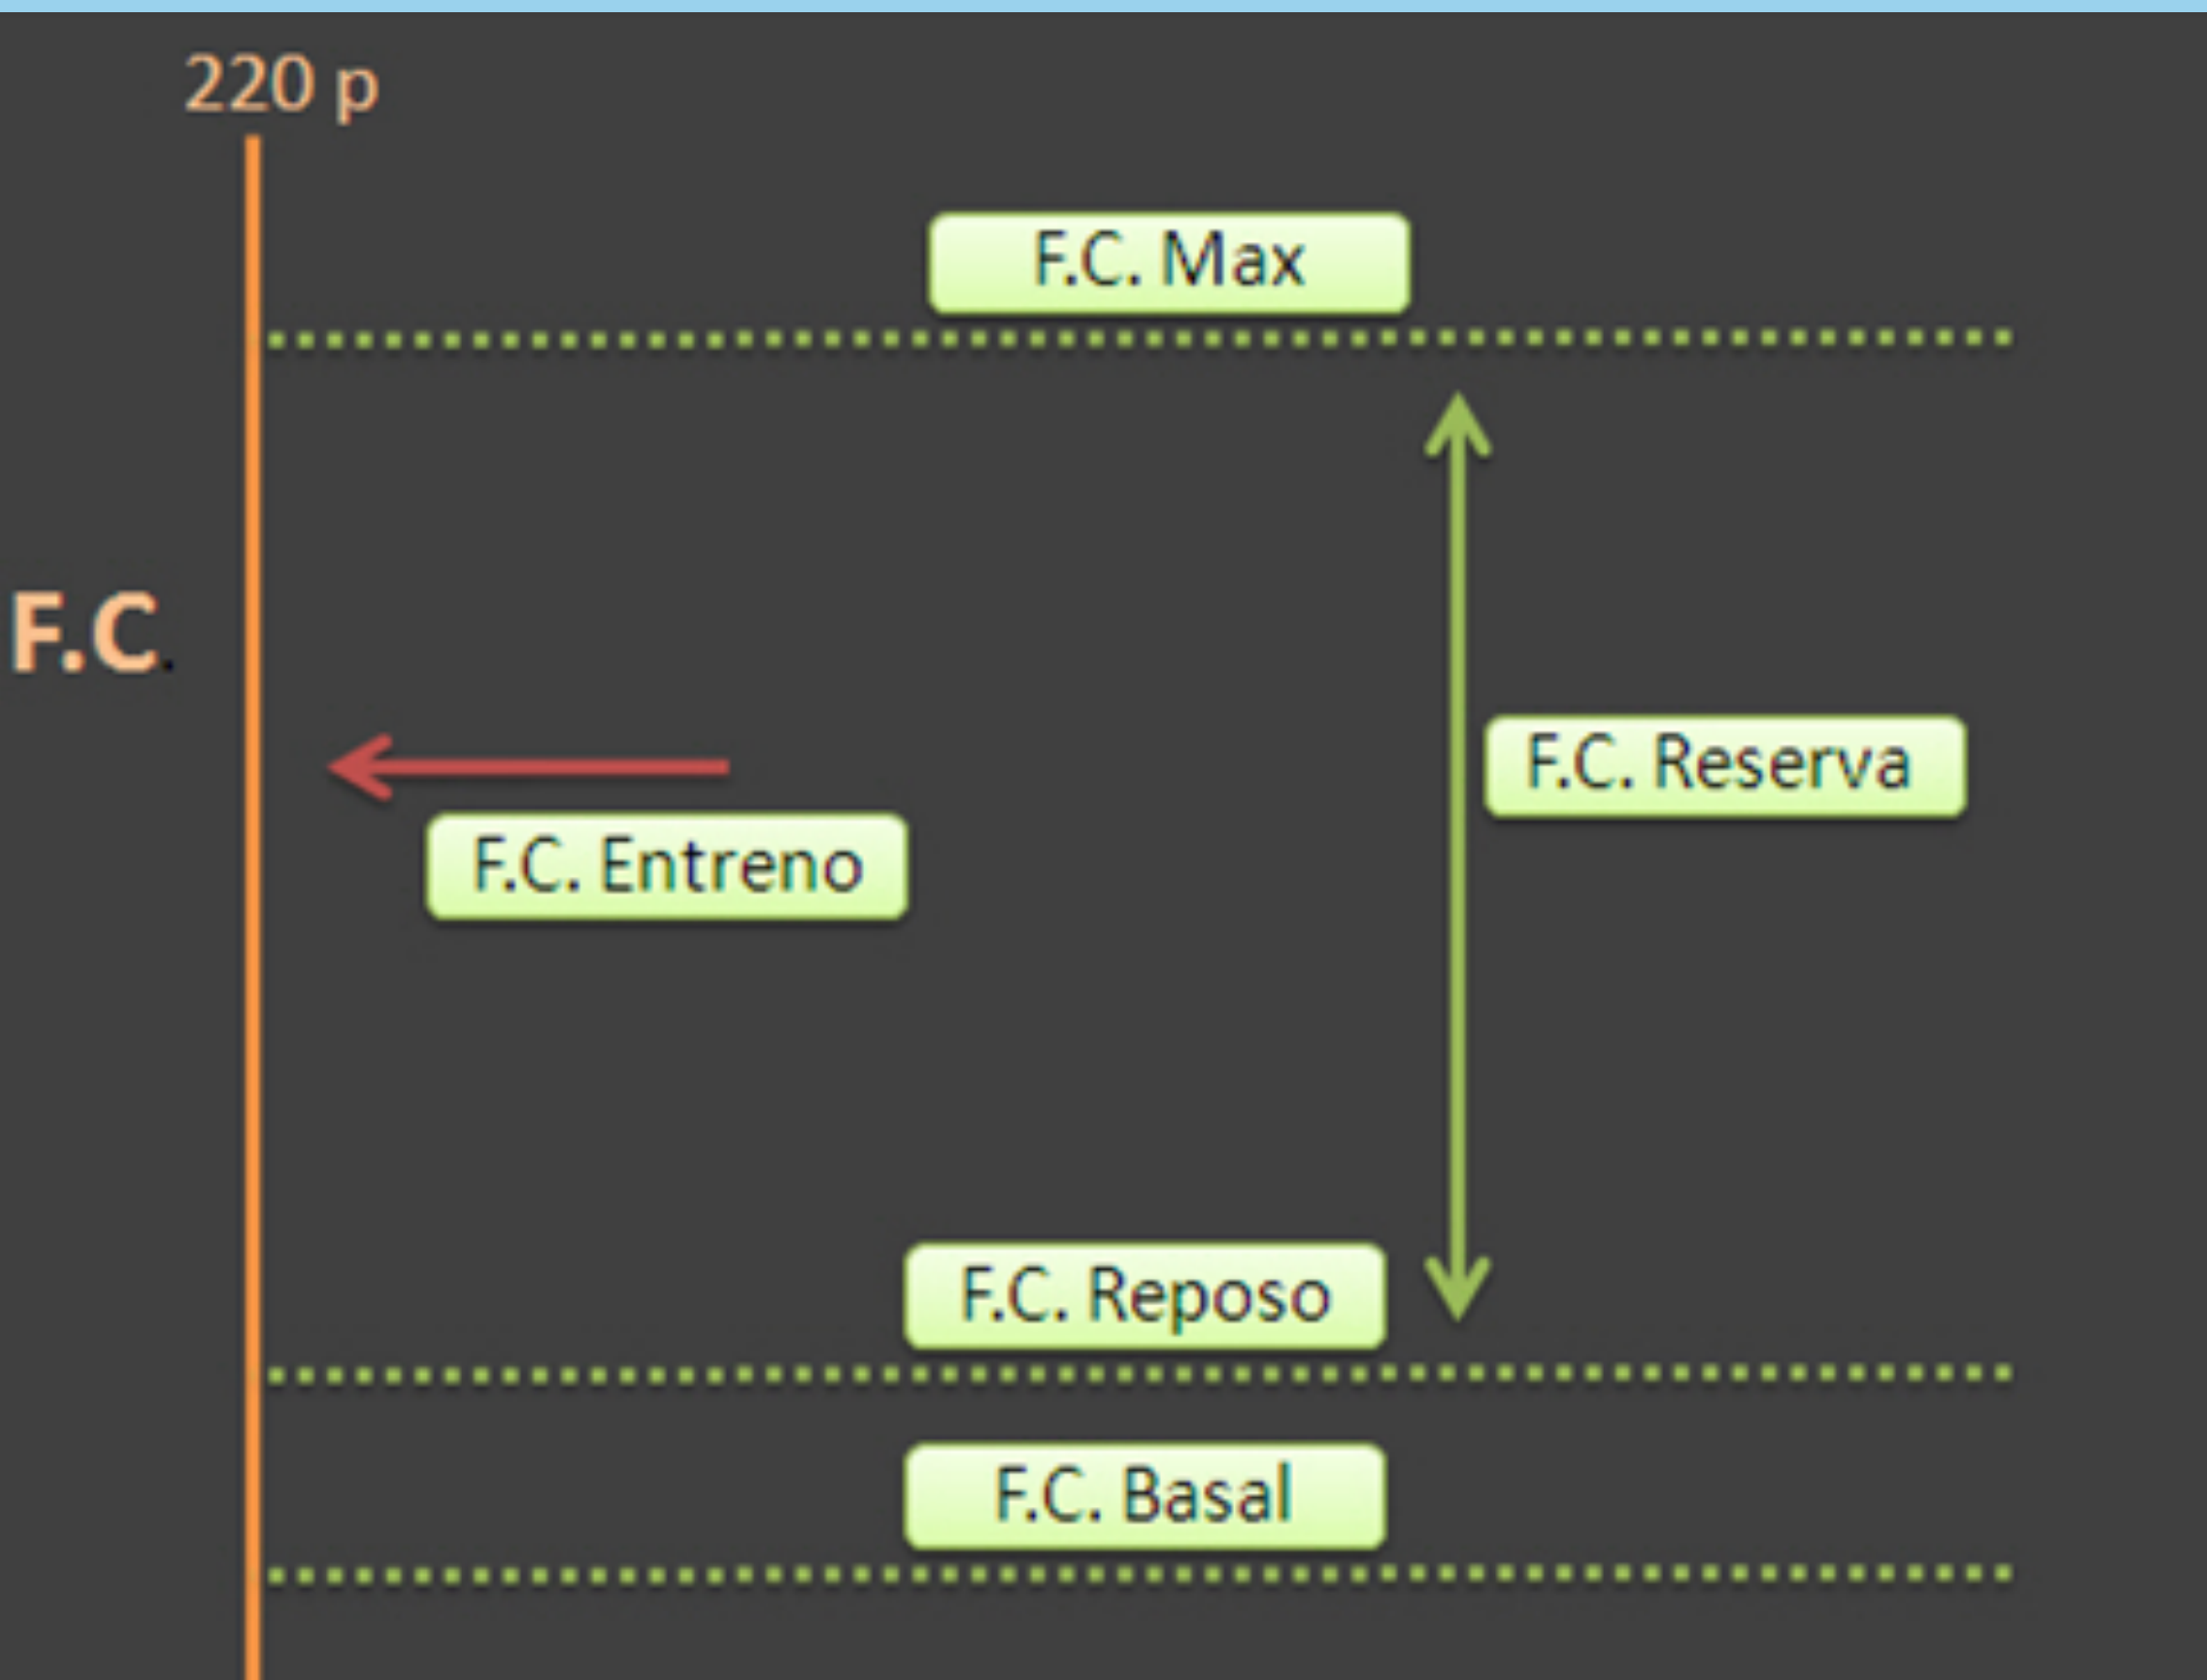 220 p
F.C. Max
F.C.
F.C. Reserva
F.C. Entreno
F.C. Reposo
F.C. Basal